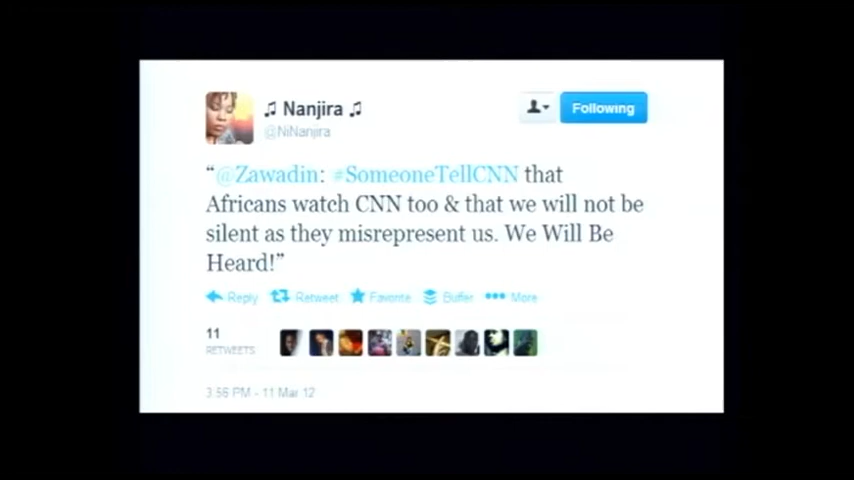 ♫ Nanjira ♫
Following
@NiNanjira
“@Zawadin: #SomeoneTellCNN that
Africans watch CNN too & that we will not be
silent as they misrepresent us. We Will Be
Heard!”
Reply Retweet Favorite Buffer More
11
RETWEETS
3:56 PM - 11 Mar 12